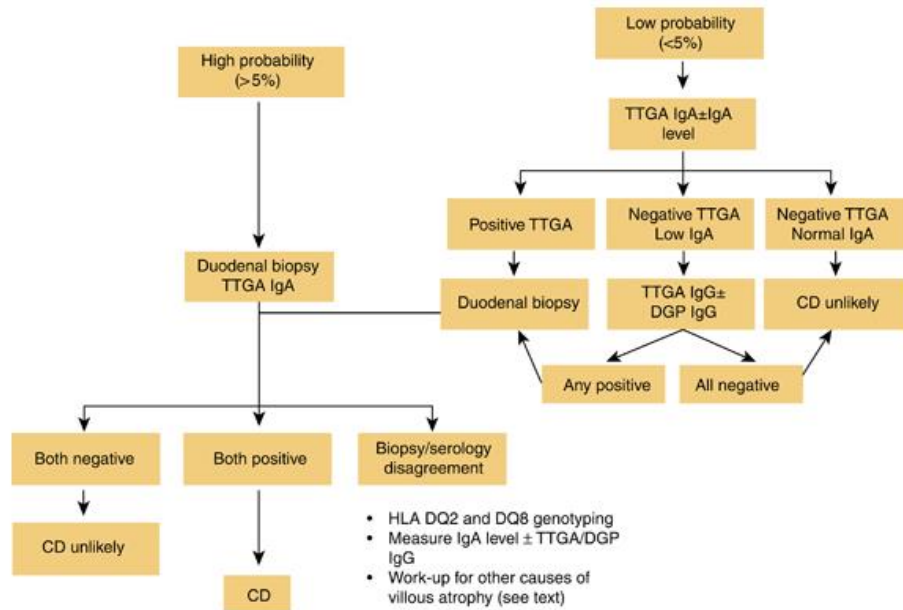 Low probability
(<5%)
High probability
(>5%)
TTGA IgA±IgA
level
Positive TTGA
Negative TTGA
Low IgA
Negative TTGA
Normal IgA
Duodenal biopsy
TTGA IgA
Duodenal biopsy
TTGA IgG±
DGP IgG
CD unlikely
Any positive
All negative
Both negative
Both positive
Biopsy/serology
disagreement
CD unlikely
CD
• HLA DQ2 and DQ8 genotyping
• Measure IgA level ± TTGA/DGP
IgG
• Work-up for other causes of
villous atrophy (see text)